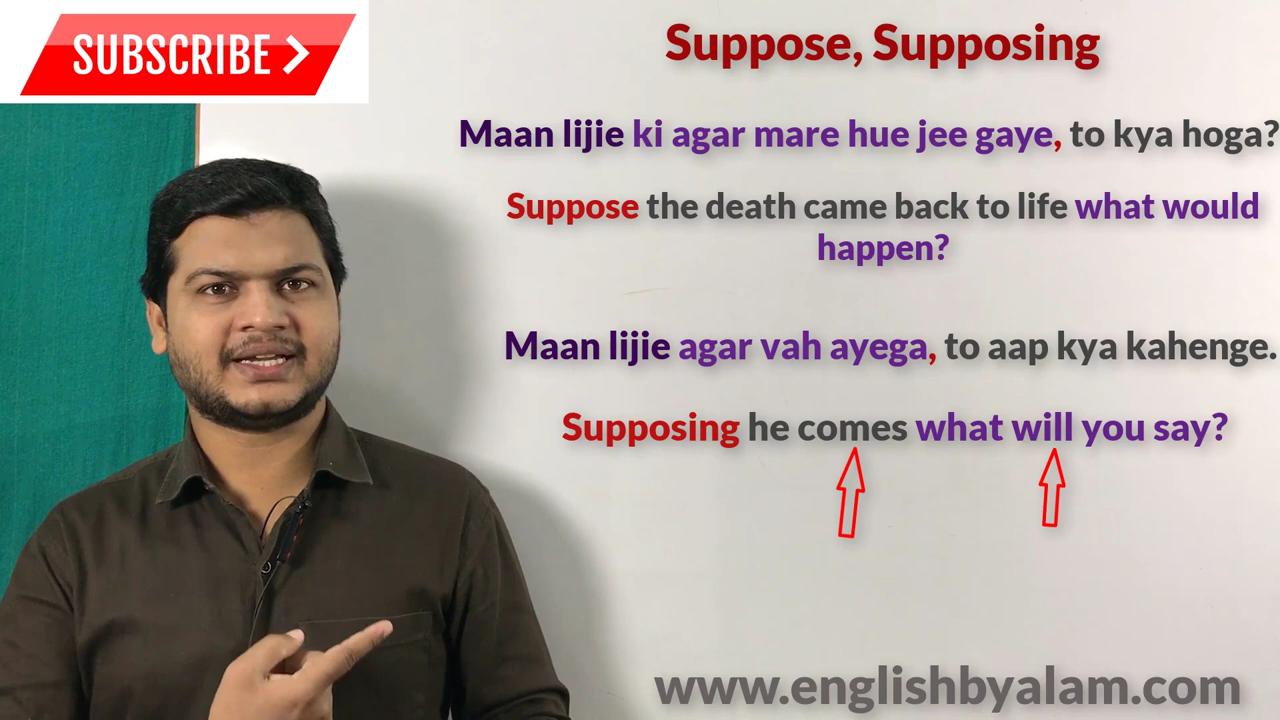 SUBSCRIBE
Suppose, Supposing
Maan lijie ki agar mare hue jee gaye, to kya hoga?
Suppose the death came back to life what would
happen?
Maan lijie agar vah ayega, to aap kya kahenge.
Supposing he comes what will you say?
www.englishbyalam.com